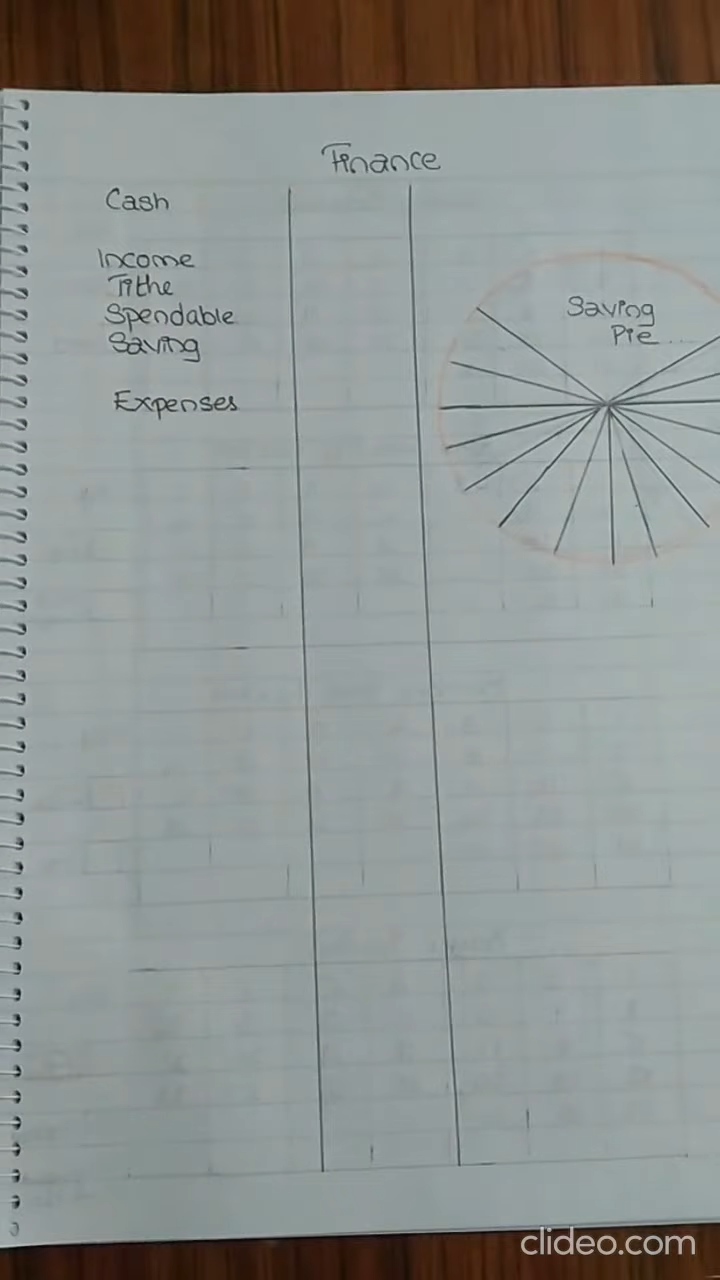 Finance
Cash
Income
Tithe
Spendable
Saving
Expenses
Saving
Pie...
clideo.com